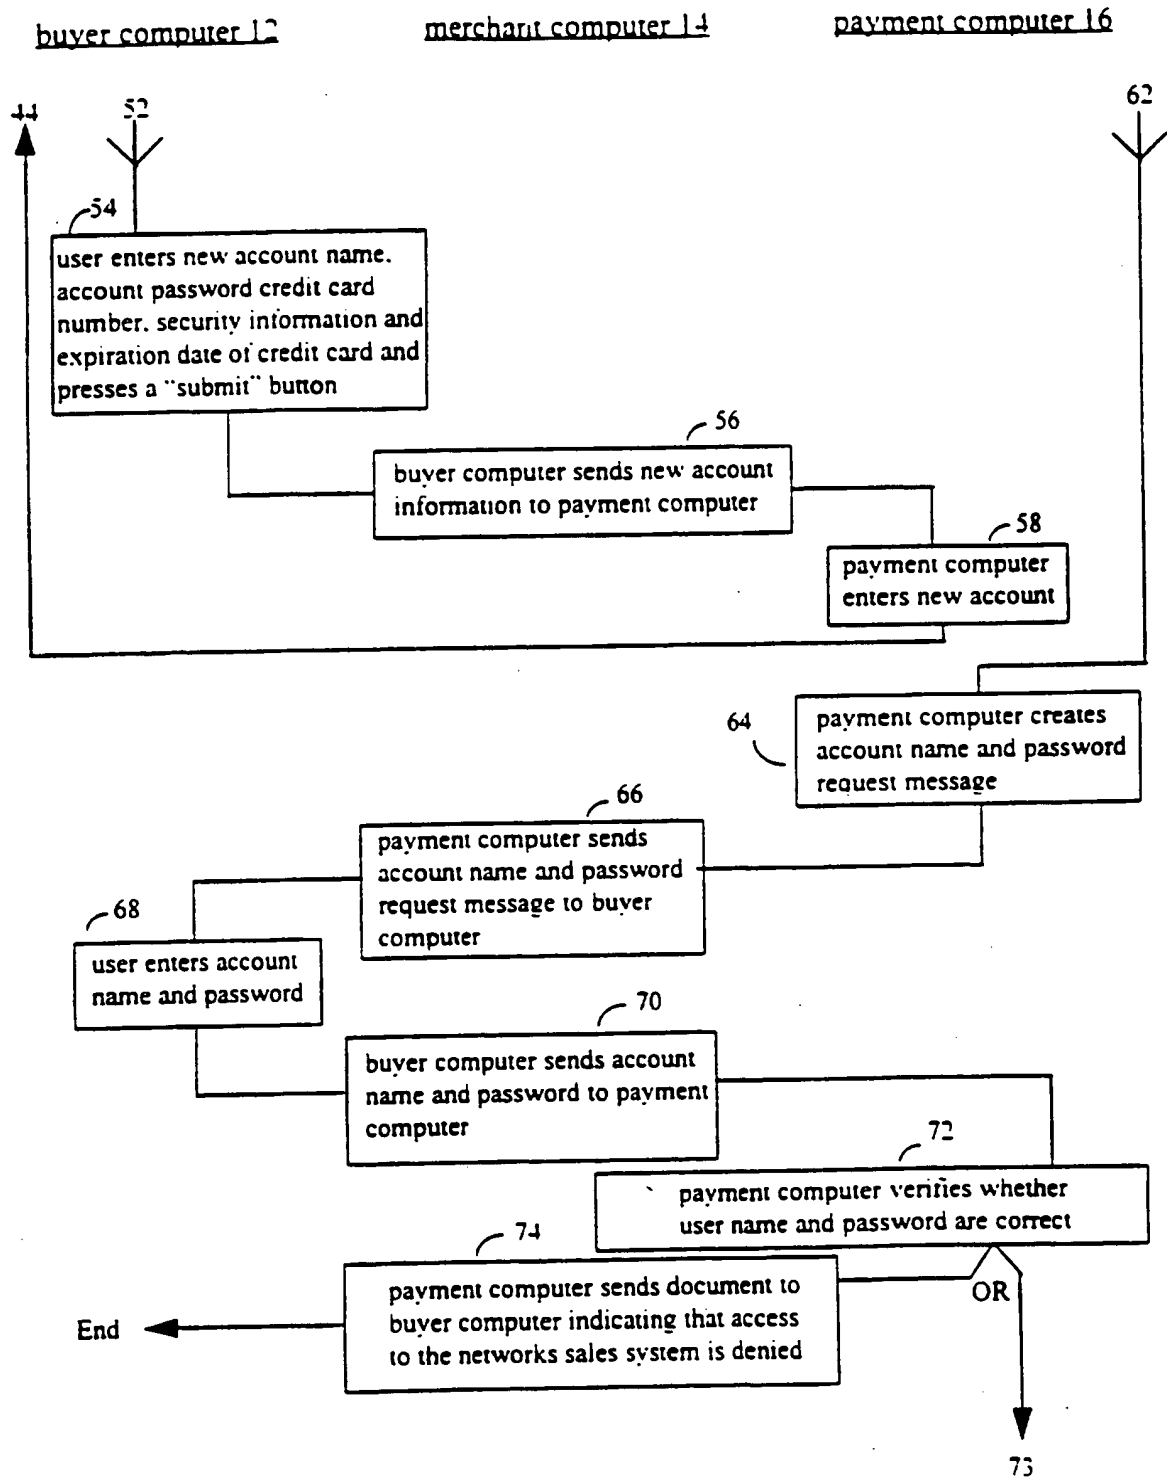 buyer computer 12
merchant computer 14
payment computer 16
44
52
62
54
user enters new account name.
account password credit card
number. security information and
expiration date of credit card and
presses a "submit" button
56
buyer computer sends new account
information to payment computer
58
payment computer
enters new account
64
payment computer creates
account name and password
request message
66
payment computer sends
account name and password
request message to buyer
computer
68
user enters account
name and password
70
buyer computer sends account
name and password to payment
computer
72
payment computer verifies whether
user name and password are correct
74
payment computer sends document to
buyer computer indicating that access
to the networks sales system is denied
End
OR
73